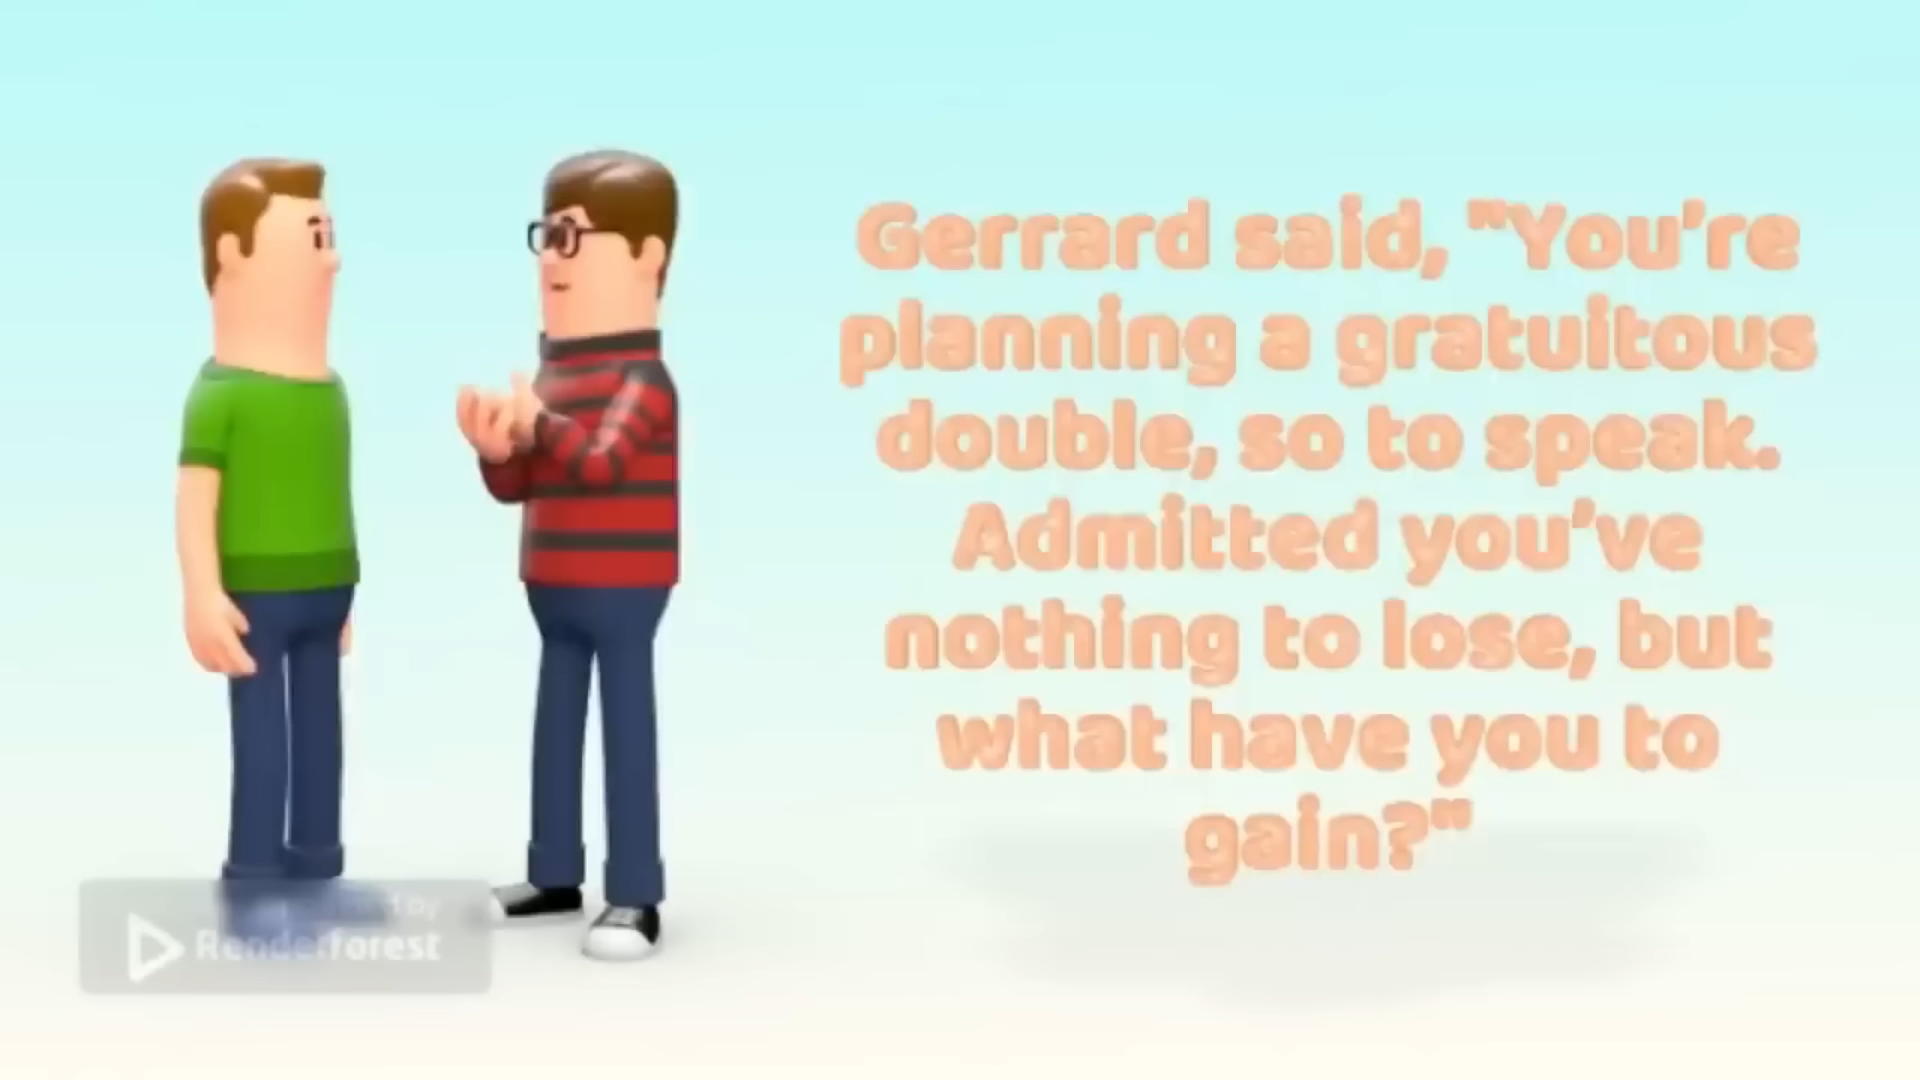 Gerrard said, "You're
planning a gratuitous
double, so to speak.
Admitted you've
nothing to lose, but
what have you to
gain?"
by
Renderforest